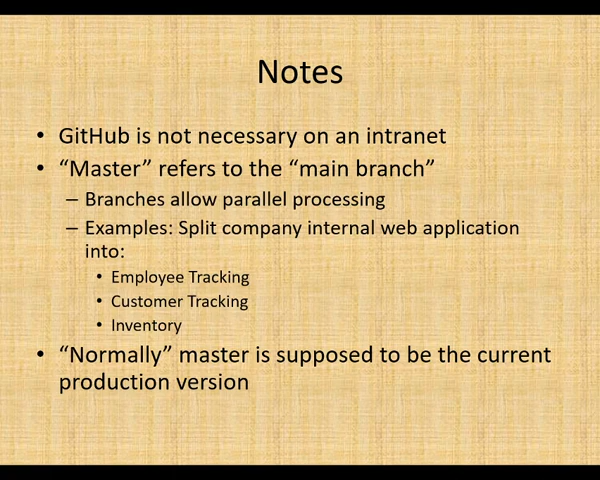 Notes
• GitHub is not necessary on an intranet
• “Master” refers to the “main branch”
– Branches allow parallel processing
– Examples: Split company internal web application
into:
• Employee Tracking
• Customer Tracking
• Inventory
• “Normally” master is supposed to be the current
production version